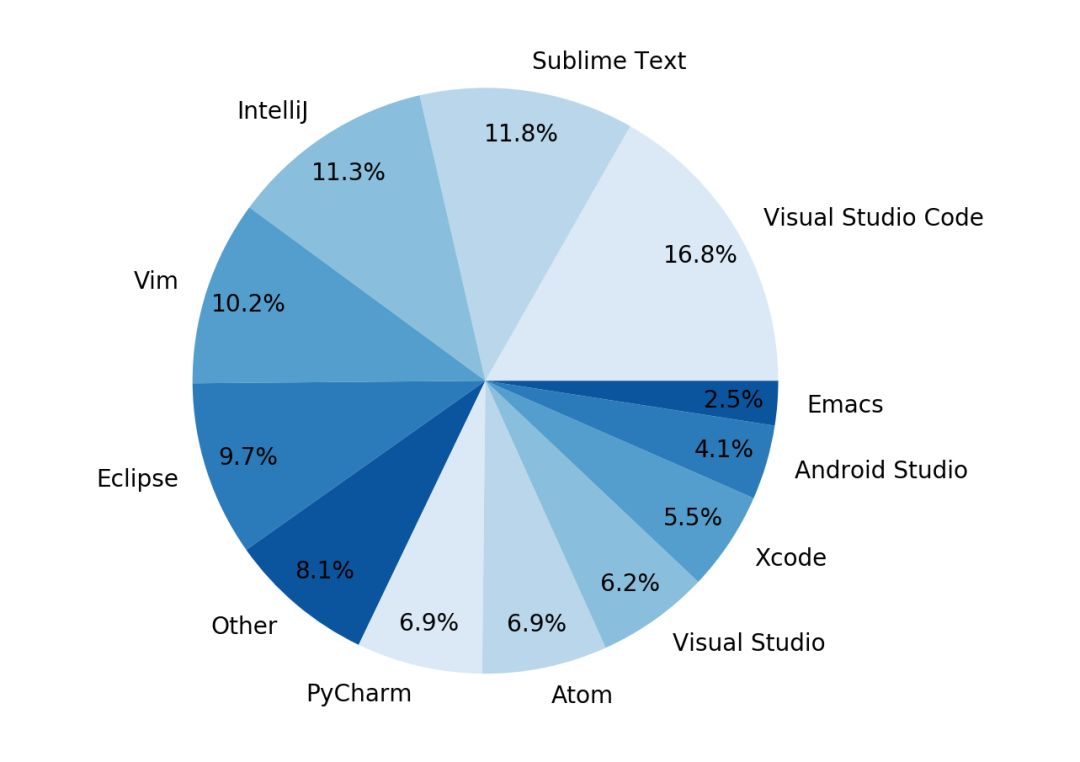 Sublime Text
11.8%
IntelliJ
11.3%
Visual Studio Code
16.8%
Vim
10.2%
Eclipse
9.7%
Other
8.1%
PyCharm
6.9%
Atom
6.9%
Visual Studio
6.2%
Xcode
5.5%
Android Studio
4.1%
Emacs
2.5%